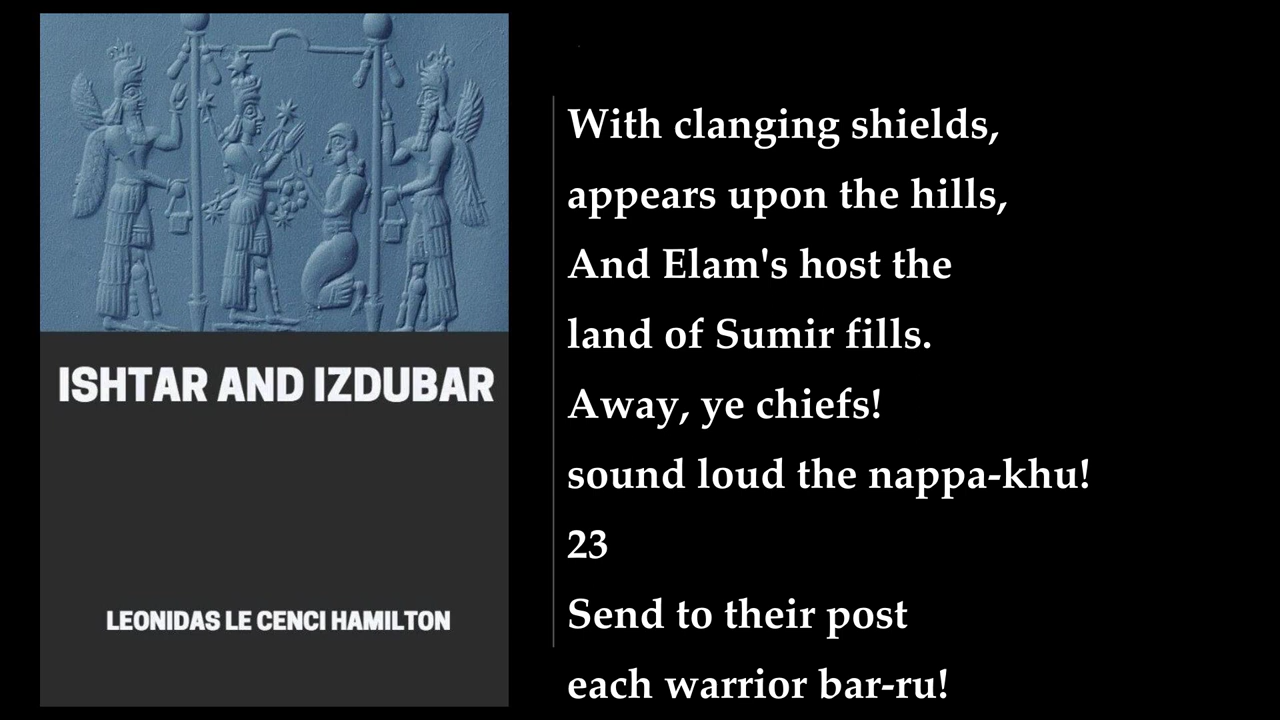 ISHTAR AND IZDUBAR
LEONIDAS LE CENCI HAMILTON
With clanging shields,
appears upon the hills,
And Elam's host the
land of Sumir fills.
Away, ye chiefs!
sound loud the nappa-khu!
23
Send to their post
each warrior bar-ru!